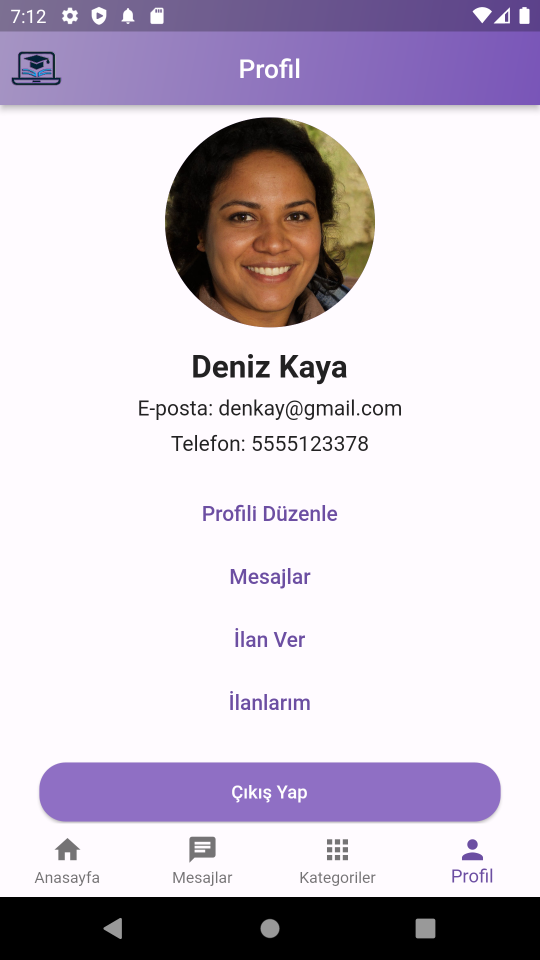 7:12
Profil
Deniz Kaya
E-posta: denkay@gmail.com
Telefon: 5555123378
Profili Düzenle
Mesajlar
İlan Ver
İlanlarım
Çıkış Yap
Anasayfa
Mesajlar
Kategoriler
Profil